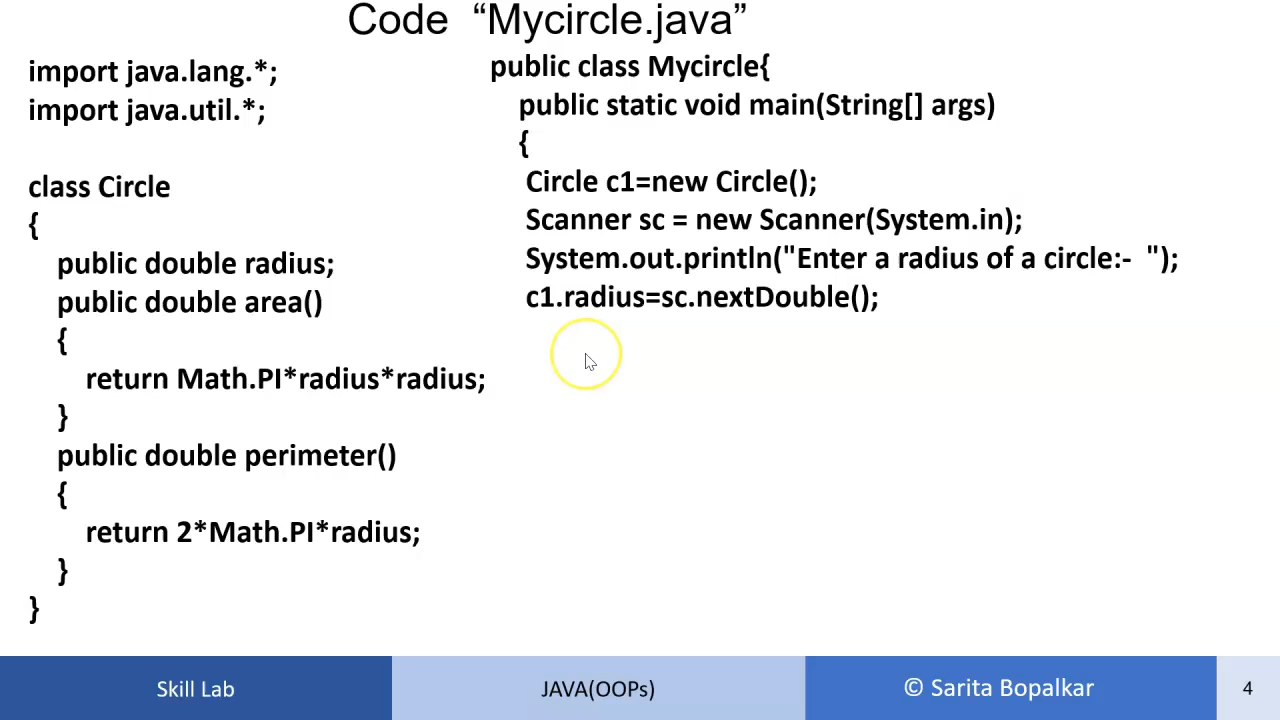 Code “Mycircle.java”
import java.lang.*;
import java.util.*;
class Circle
{
public double radius;
public double area()
{
return Math.PI*radius*radius;
}
public double perimeter()
{
return 2*Math.PI*radius;
}
}
public class Mycircle{
public static void main(String[] args)
{
Circle c1=new Circle();
Scanner sc = new Scanner(System.in);
System.out.println("Enter a radius of a circle:-  ");
c1.radius=sc.nextDouble();
Skill Lab
JAVA(OOPs)
© Sarita Bopalkar
4